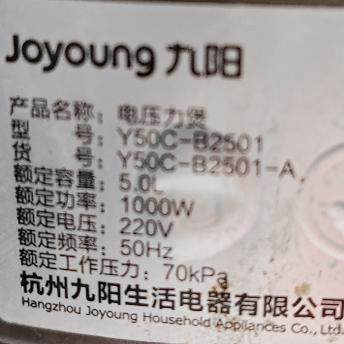 Joyoung 九阳
产品名称：电压力煲
型 号：Y50C-B2501
货 号：Y50C-B2501-A
额定容量：5.0L
额定功率：1000W
额定电压：220V
额定频率：50Hz
额定工作压力：70kPa
杭州九阳生活电器有限公司
Hangzhou Joyoung Household Appliances Co., Ltd.